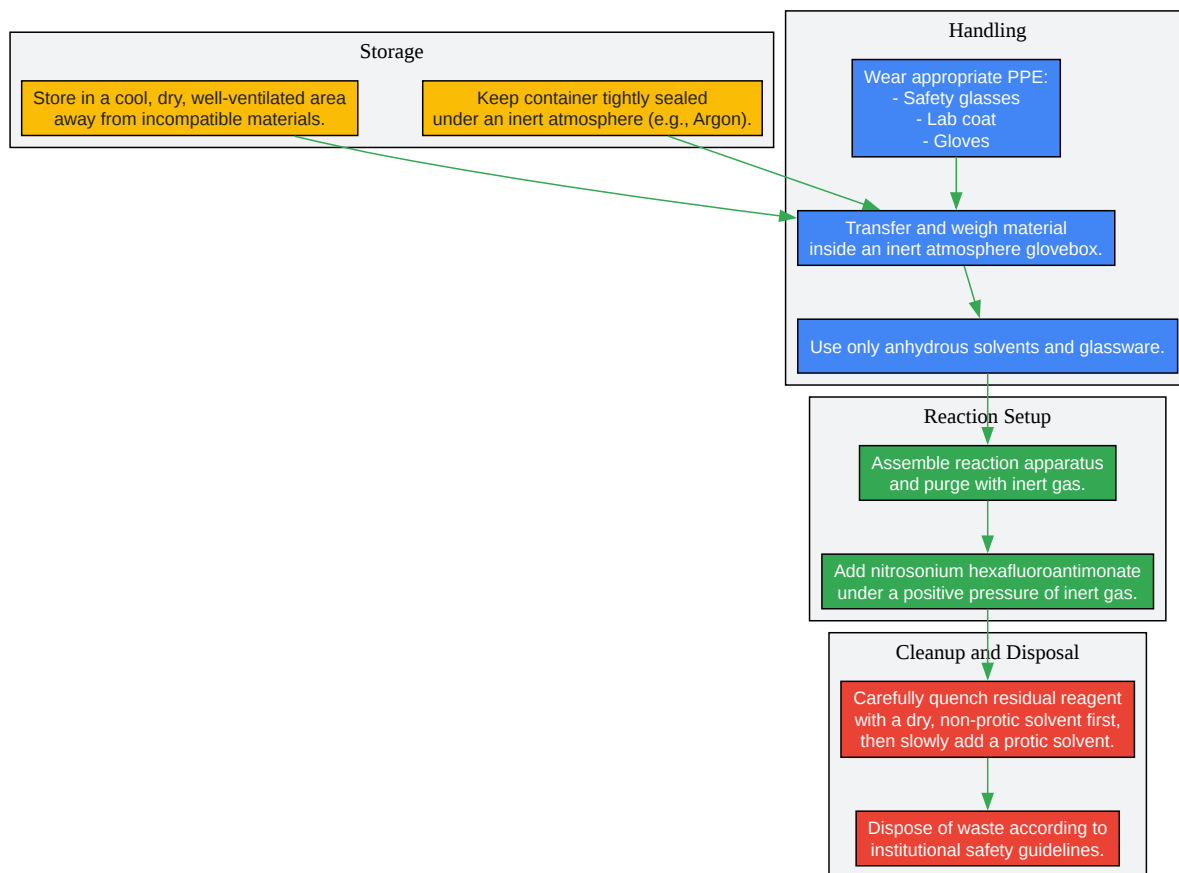 Storage
Store in a cool, dry, well-ventilated area
away from incompatible materials.
Keep container tightly sealed
under an inert atmosphere (e.g., Argon).
Handling
Wear appropriate PPE:
- Safety glasses
- Lab coat
- Gloves
Transfer and weigh material
inside an inert atmosphere glovebox.
Use only anhydrous solvents and glassware.
Reaction Setup
Assemble reaction apparatus
and purge with inert gas.
Add nitrosonium hexafluoroantimonate
under a positive pressure of inert gas.
Cleanup and Disposal
Carefully quench residual reagent
with a dry, non-protic solvent first,
then slowly add a protic solvent.
Dispose of waste according to
institutional safety guidelines.